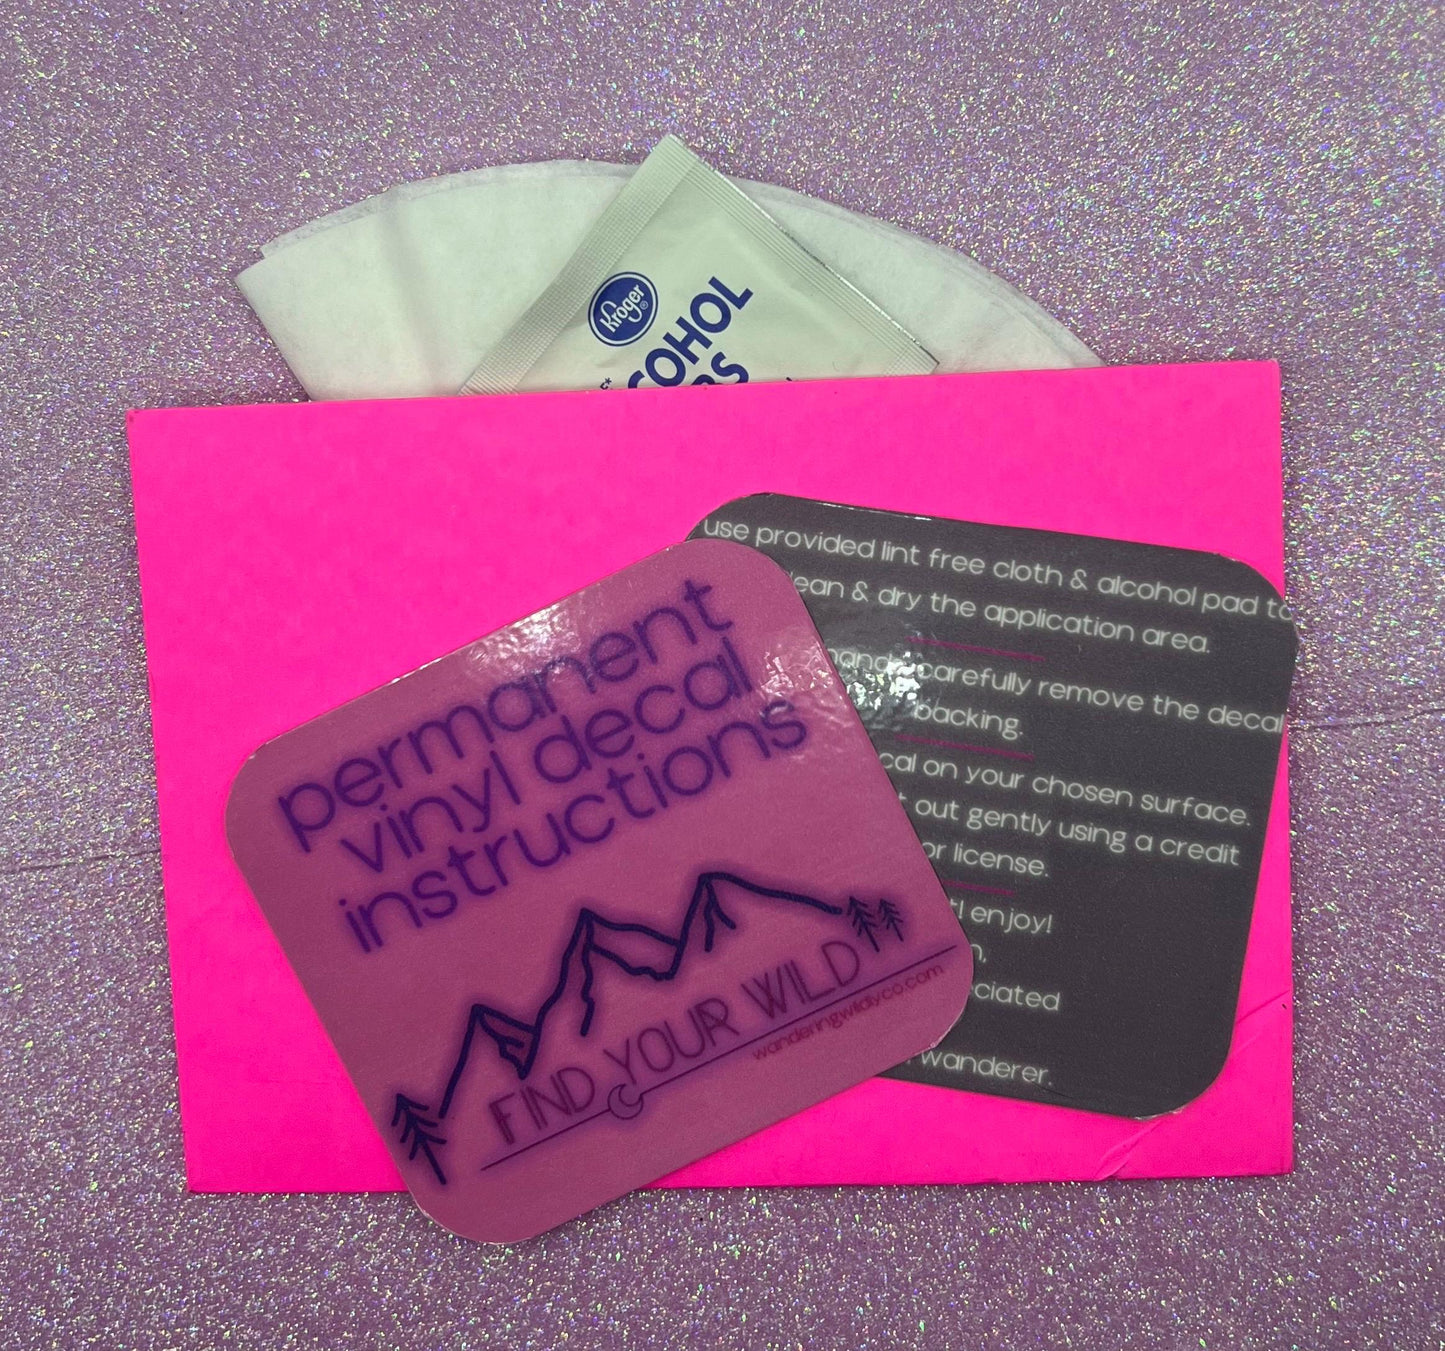 Kroger
COHOL
permanent
vinyl decal
instructions
FIND YOUR WILD
wanderingwildlyco.com
use provided lint free cloth & alcohol pad to
& dry the application area.
carefully remove the decal
backing.
on your chosen surface.
out gently using a credit
or license.
enjoy!
wanderer.